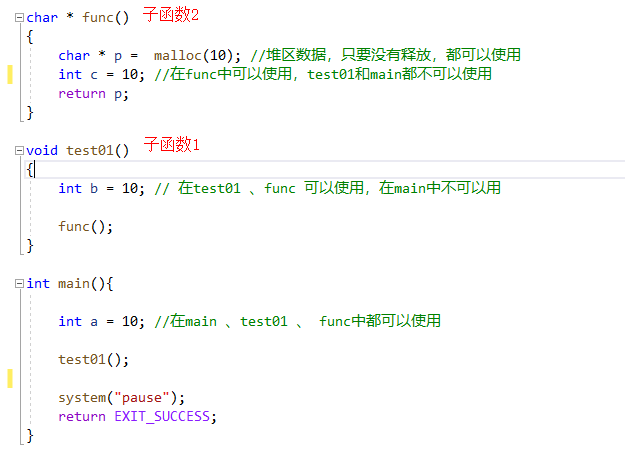 char * func() 子函数2
{
char * p = malloc(10); //堆区数据，只要没有释放，都可以使用
int c = 10; //在func中可以使用，test01和main都不可以使用
return p;
}
void test01() 子函数1
{
int b = 10; // 在test01 、func 可以使用，在main中不可以用
func();
}
int main(){
int a = 10; //在main 、test01 、 func中都可以使用
test01();
system("pause");
return EXIT_SUCCESS;
}